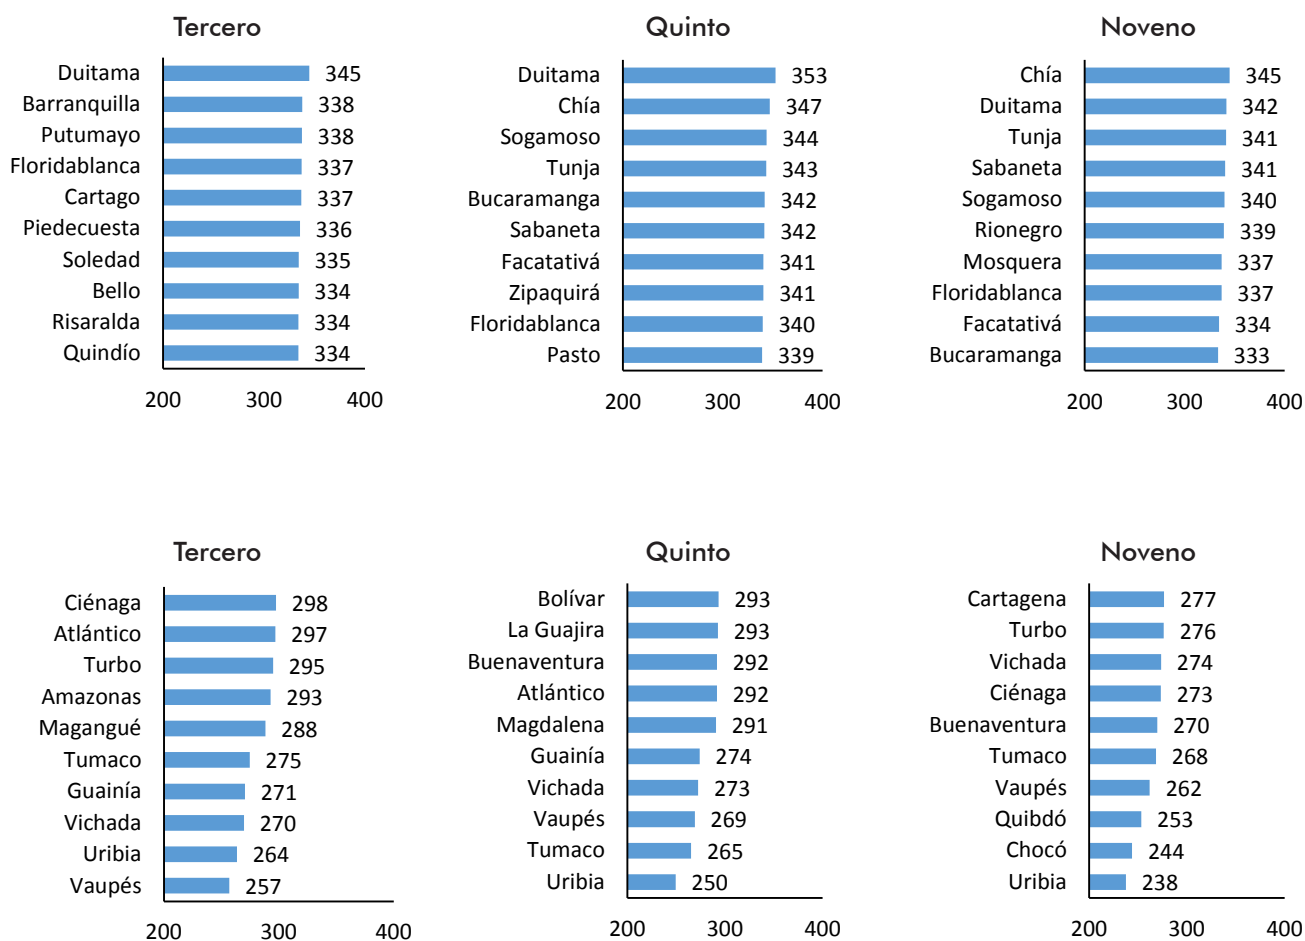 Tercero
Duitama 345
Barranquilla 338
Putumayo 338
Floridablanca 337
Cartago 337
Piedecuesta 336
Soledad 335
Bello 334
Risaralda 334
Quindío 334
200 300 400
Quinto
Duitama 353
Chía 347
Sogamoso 344
Tunja 343
Bucaramanga 342
Sabaneta 342
Facatativá 341
Zipaquirá 341
Floridablanca 340
Pasto 339
200 300 400
Noveno
Chía 345
Duitama 342
Tunja 341
Sabaneta 341
Sogamoso 340
Rionegro 339
Mosquera 337
Floridablanca 337
Facatativá 334
Bucaramanga 333
200 300 400
Tercero
Ciénaga 298
Atlántico 297
Turbo 295
Amazonas 293
Magangué 288
Tumaco 275
Guainía 271
Vichada 270
Uribia 264
Vaupés 257
200 300 400
Quinto
Bolívar 293
La Guajira 293
Buenaventura 292
Atlántico 292
Magdalena 291
Guainía 274
Vichada 273
Vaupés 269
Tumaco 265
Uribia 250
200 300 400
Noveno
Cartagena 277
Turbo 276
Vichada 274
Ciénaga 273
Buenaventura 270
Tumaco 268
Vaupés 262
Quibdó 253
Chocó 244
Uribia 238
200 300 400